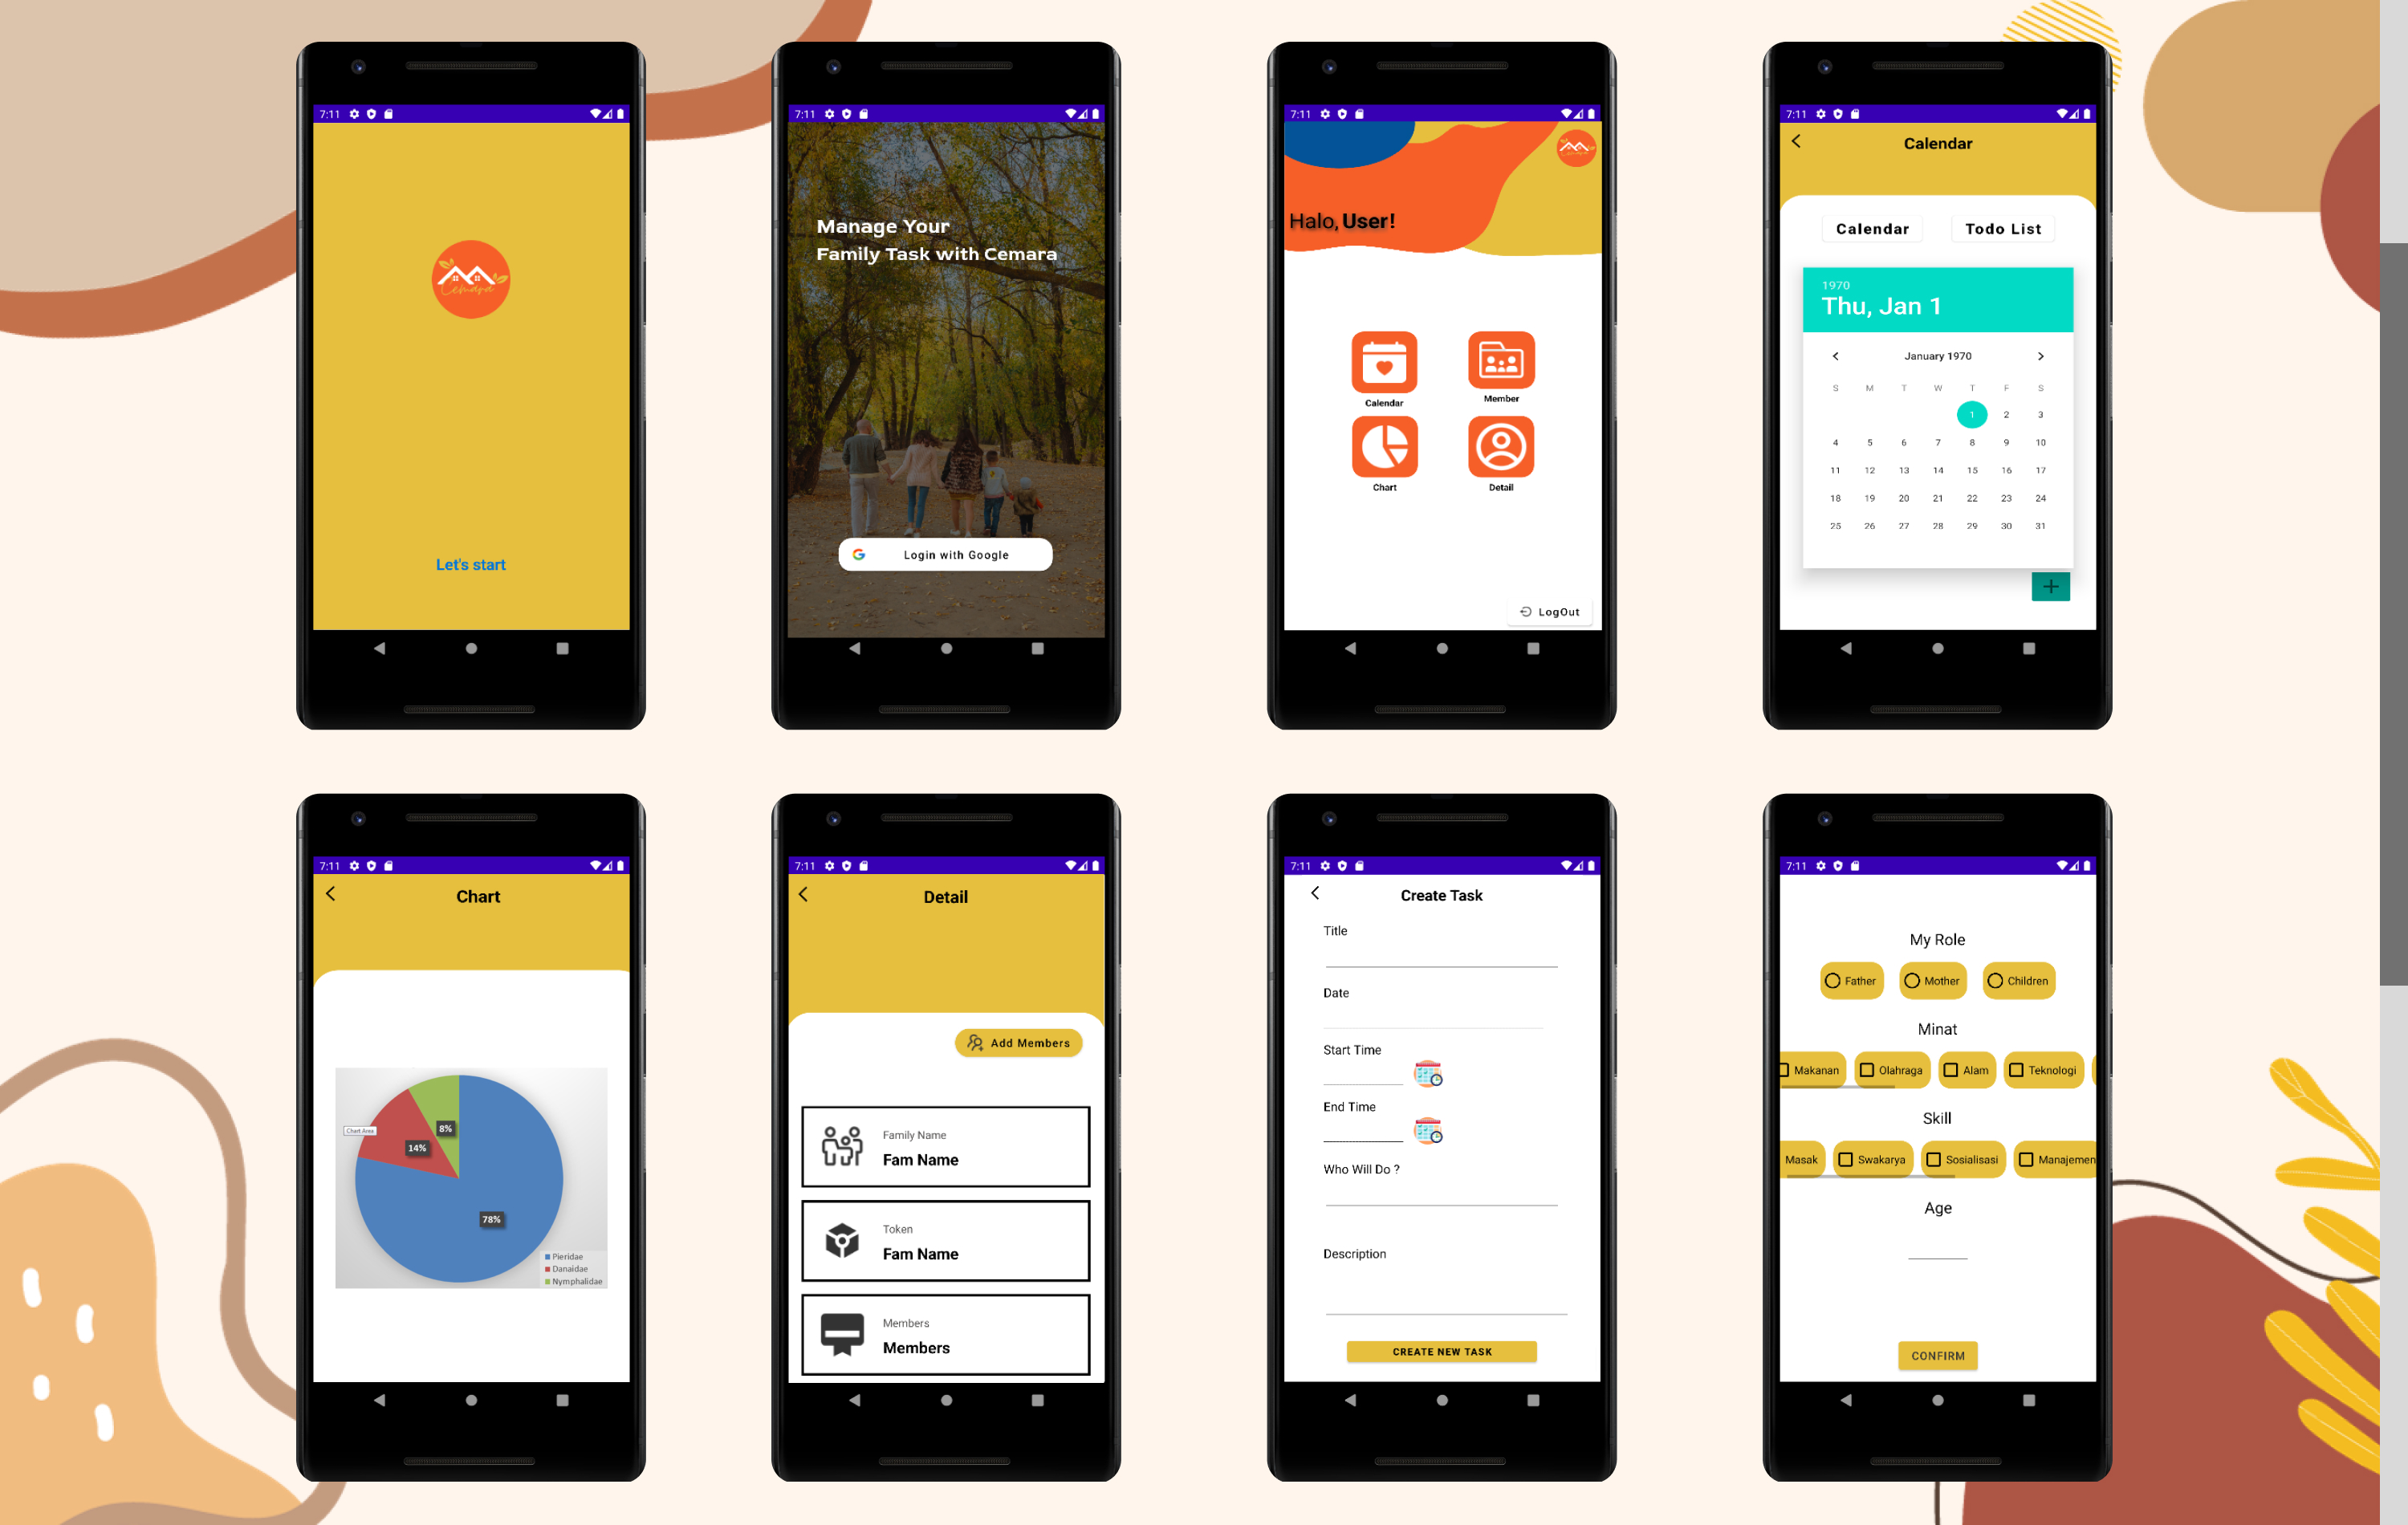 7:11
Cemara
Let's start
7:11
Manage Your
Family Task with Cemara
Login with Google
7:11
Cemara
Halo, User!
Calendar
Member
Chart
Detail
LogOut
7:11
Calendar
Calendar
Todo List
1970
Thu, Jan 1
January 1970
S M T W T F S
1 2 3
4 5 6 7 8 9 10
11 12 13 14 15 16 17
18 19 20 21 22 23 24
25 26 27 28 29 30 31
7:11
Chart
Chart Area
8%
14%
78%
Pieridae
Danaidae
Nymphalidae
7:11
Detail
Add Members
Family Name
Fam Name
Token
Fam Name
Members
Members
7:11
Create Task
Title
Date
Start Time
End Time
Who Will Do ?
Description
CREATE NEW TASK
7:11
My Role
Father Mother Children
Minat
Makanan Olahraga Alam Teknologi
Skill
Masak Swakarya Sosialisasi Manajemen
Age
CONFIRM